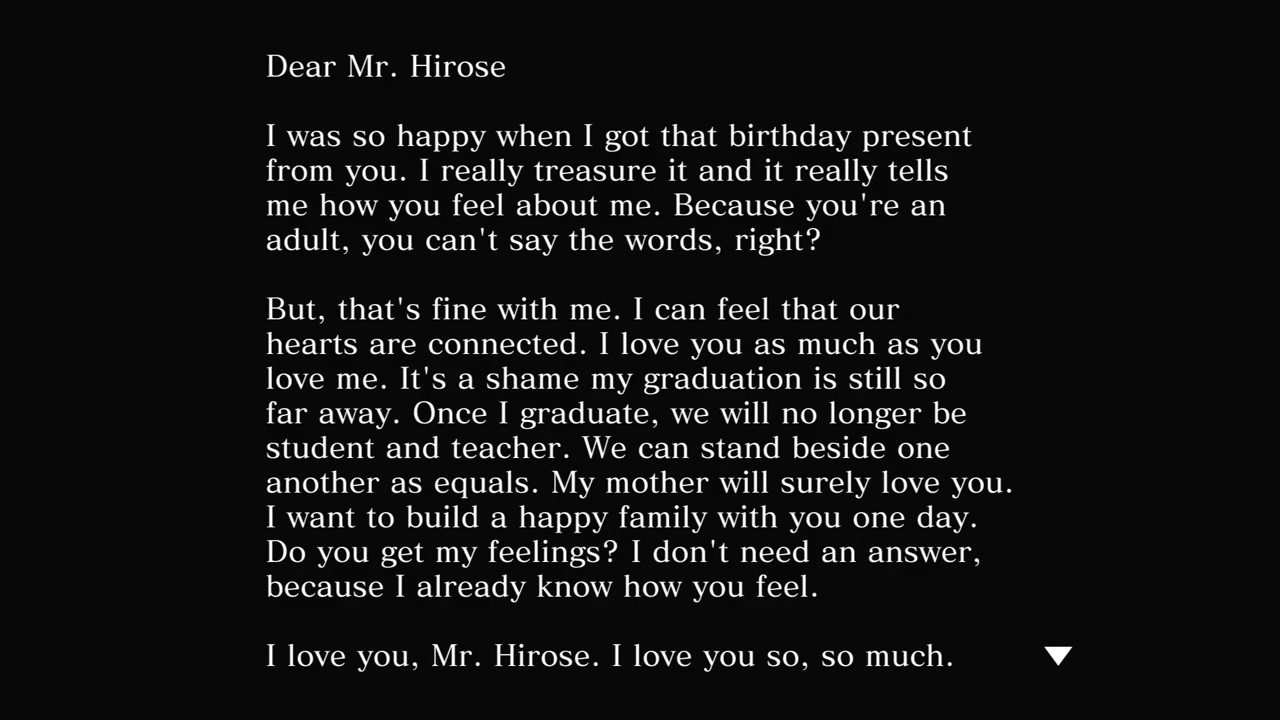 Dear Mr. Hirose
I was so happy when I got that birthday present
from you. I really treasure it and it really tells
me how you feel about me. Because you're an
adult, you can't say the words, right?
But, that's fine with me. I can feel that our
hearts are connected. I love you as much as you
love me. It's a shame my graduation is still so
far away. Once I graduate, we will no longer be
student and teacher. We can stand beside one
another as equals. My mother will surely love you.
I want to build a happy family with you one day.
Do you get my feelings? I don't need an answer,
because I already know how you feel.
I love you, Mr. Hirose. I love you so, so much.